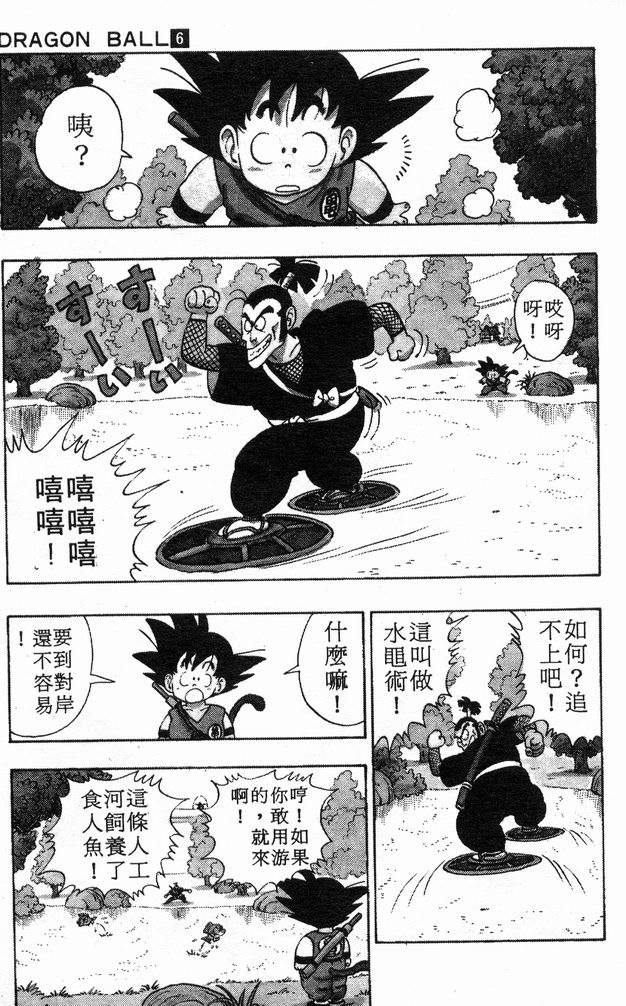 DRAGON BALL 6
咦？
哎呀
呀！
すーい
すーい
嘻嘻嘻
嘻嘻！
如何？追
不上吧！
這叫做
水黽術！
什麼嘛！
要到對岸
還不容易
！
哼！如果
你敢用游
的，就來
啊！
這條人工
河飼養了
食人魚！